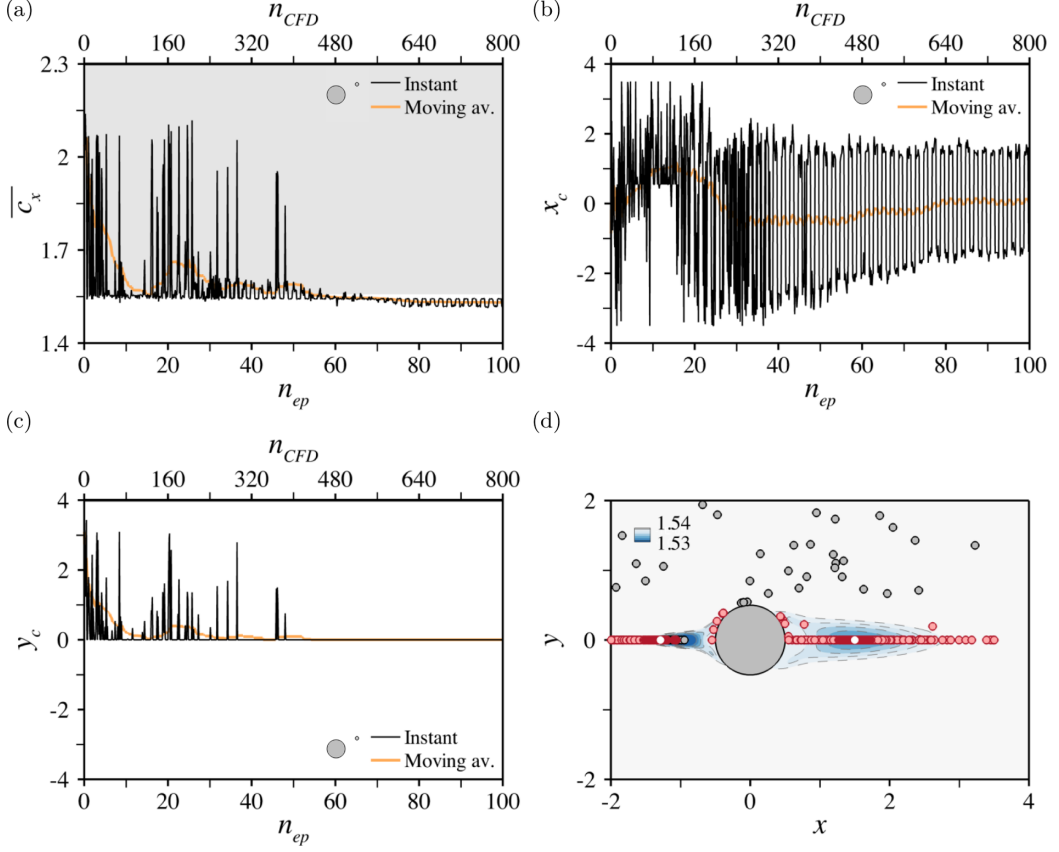 (a)
n_CFD
0 160 240 320 400 480 640 800
2.3
2
1.7
1.4
c_x
Instant
Moving av.
0 20 40 60 80 100
n_ep
(b)
n_CFD
0 160 320 480 640 800
4
2
0
-2
-4
x_c
Instant
Moving av.
0 20 40 60 80 100
n_ep
(c)
n_CFD
0 160 240 320 400 480 640 800
4
2
0
-2
-4
y_c
Instant
Moving av.
0 20 40 60 80 100
n_ep
(d)
2
0
-2
y
1.54
1.53
-2 0 2 4
x